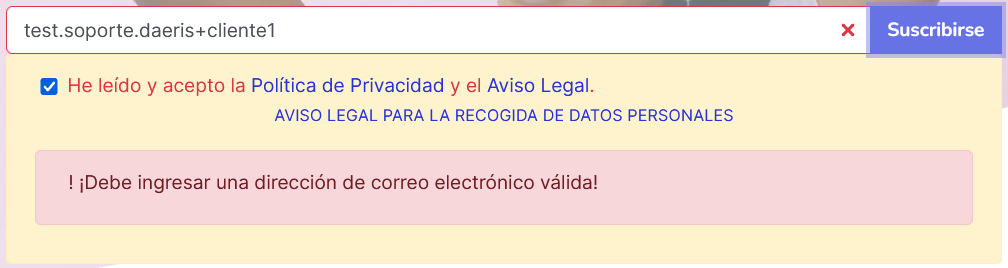 test.soporte.daeris+cliente1
Suscribirse
He leído y acepto la Política de Privacidad y el Aviso Legal.
AVISO LEGAL PARA LA RECOGIDA DE DATOS PERSONALES
! ¡Debe ingresar una dirección de correo electrónico válida!